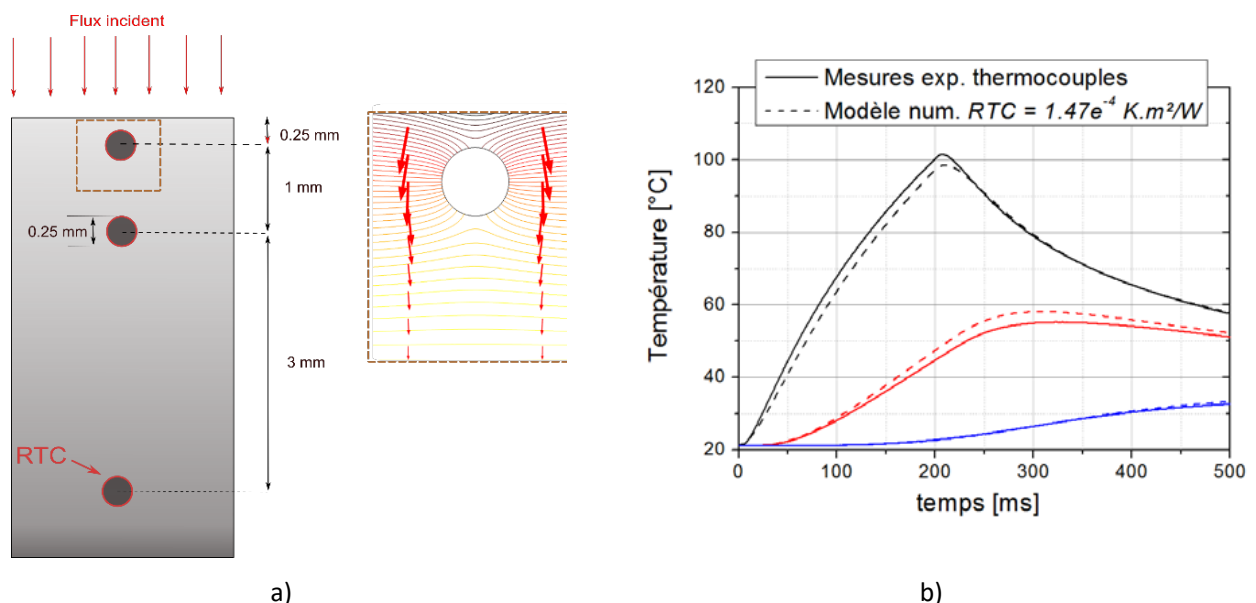 Flux incident
0.25 mm
1 mm
0.25 mm
3 mm
RTC
a)
120
100
80
60
40
20
Température [°C]
Mesures exp. thermocouples
Modèle num. RTC = 1.47e⁻⁴ K.m²/W
0
100
200
300
400
500
temps [ms]
b)